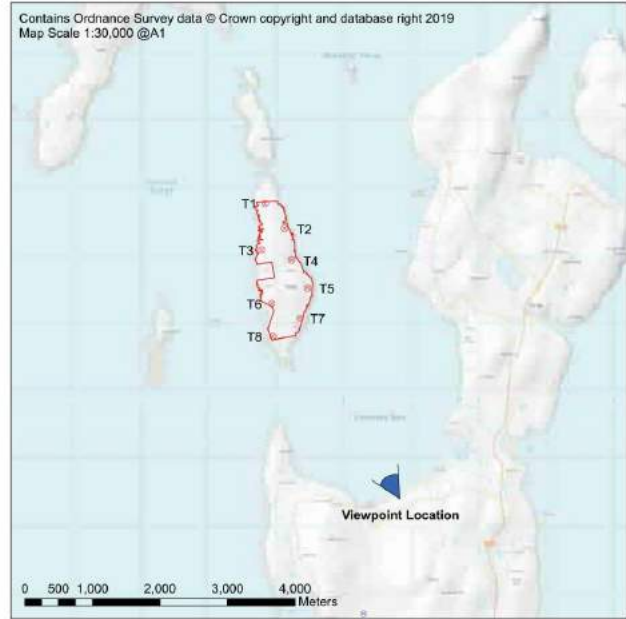 Contains Ordnance Survey data © Crown copyright and database right 2019
Map Scale 1:30,000 @A1
T1
T2
T3
T4
T5
T6
T7
T8
Viewpoint Location
0 500 1,000 2,000 3,000 4,000
Meters